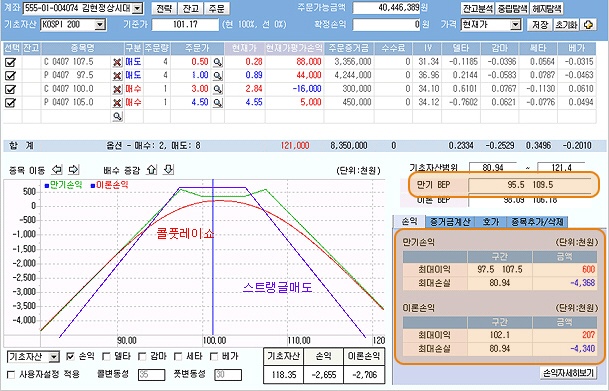 계좌 555-01-004074 김현정상시대 전략 잔고 주문 주문가능금액 40,446,389원 잔고분석 중립탐색 헤지탐색
기초자산 KOSPI 200 기준가 101.17 (현 100%, 선 0%) 확정손익 0원 가격 현재가 저장 초기화
선택 잔고 종목명 구분 주문량 주문가 현재가 현재가평가손익 주문증거금 수수료 IV 델타 감마 쎄타 베가
C 0407 107.5 매도 4 0.50 0.28 88,000 3,356,000 0 31.34 -0.1185 -0.0396 0.0564 -0.0315
P 0407 97.5 매도 4 1.00 0.89 44,000 4,244,000 0 36.96 0.2144 -0.0583 0.0787 -0.0463
C 0407 100.0 매수 1 3.00 2.84 -16,000 300,000 0 34.10 0.6101 0.0767 -0.1130 0.0610
P 0407 105.0 매수 1 4.50 4.55 5,000 450,000 0 34.12 -0.7602 0.0621 -0.0776 0.0494
합 계 옵션 - 매수: 2, 매도: 8 121,000 8,350,000 0 0.2334 -0.2529 0.3496 -0.2010
종목 이동 배수 증감 (단위:천원)
기초자산범위 80.94 ~ 121.4
만기 BEP 95.5 109.5
이론 BEP 98.09 106.18
만기손익 이론손익
500
0
-500
-1,000
-1,500
-2,000
-2,500
-3,000
-3,500
-4,000
90.00 100.00 110.00 120
콜풋레이쇼
스트랭글매도
손익 증거금계산 호가 종목추가/삭제
만기손익 (단위:천원)
구간 금액
최대이익 97.5 107.5 600
최대손실 80.94 -4,368
이론손익 (단위:천원)
구간 금액
최대이익 102.1 207
최대손실 80.94 -4,340
손익자세히보기
기초자산 손익 델타 감마 세타 베가
사용자설정 적용 콜변동성 35 풋변동성 30
기초자산 손익 이론손익
118.35 -2,655 -2,706